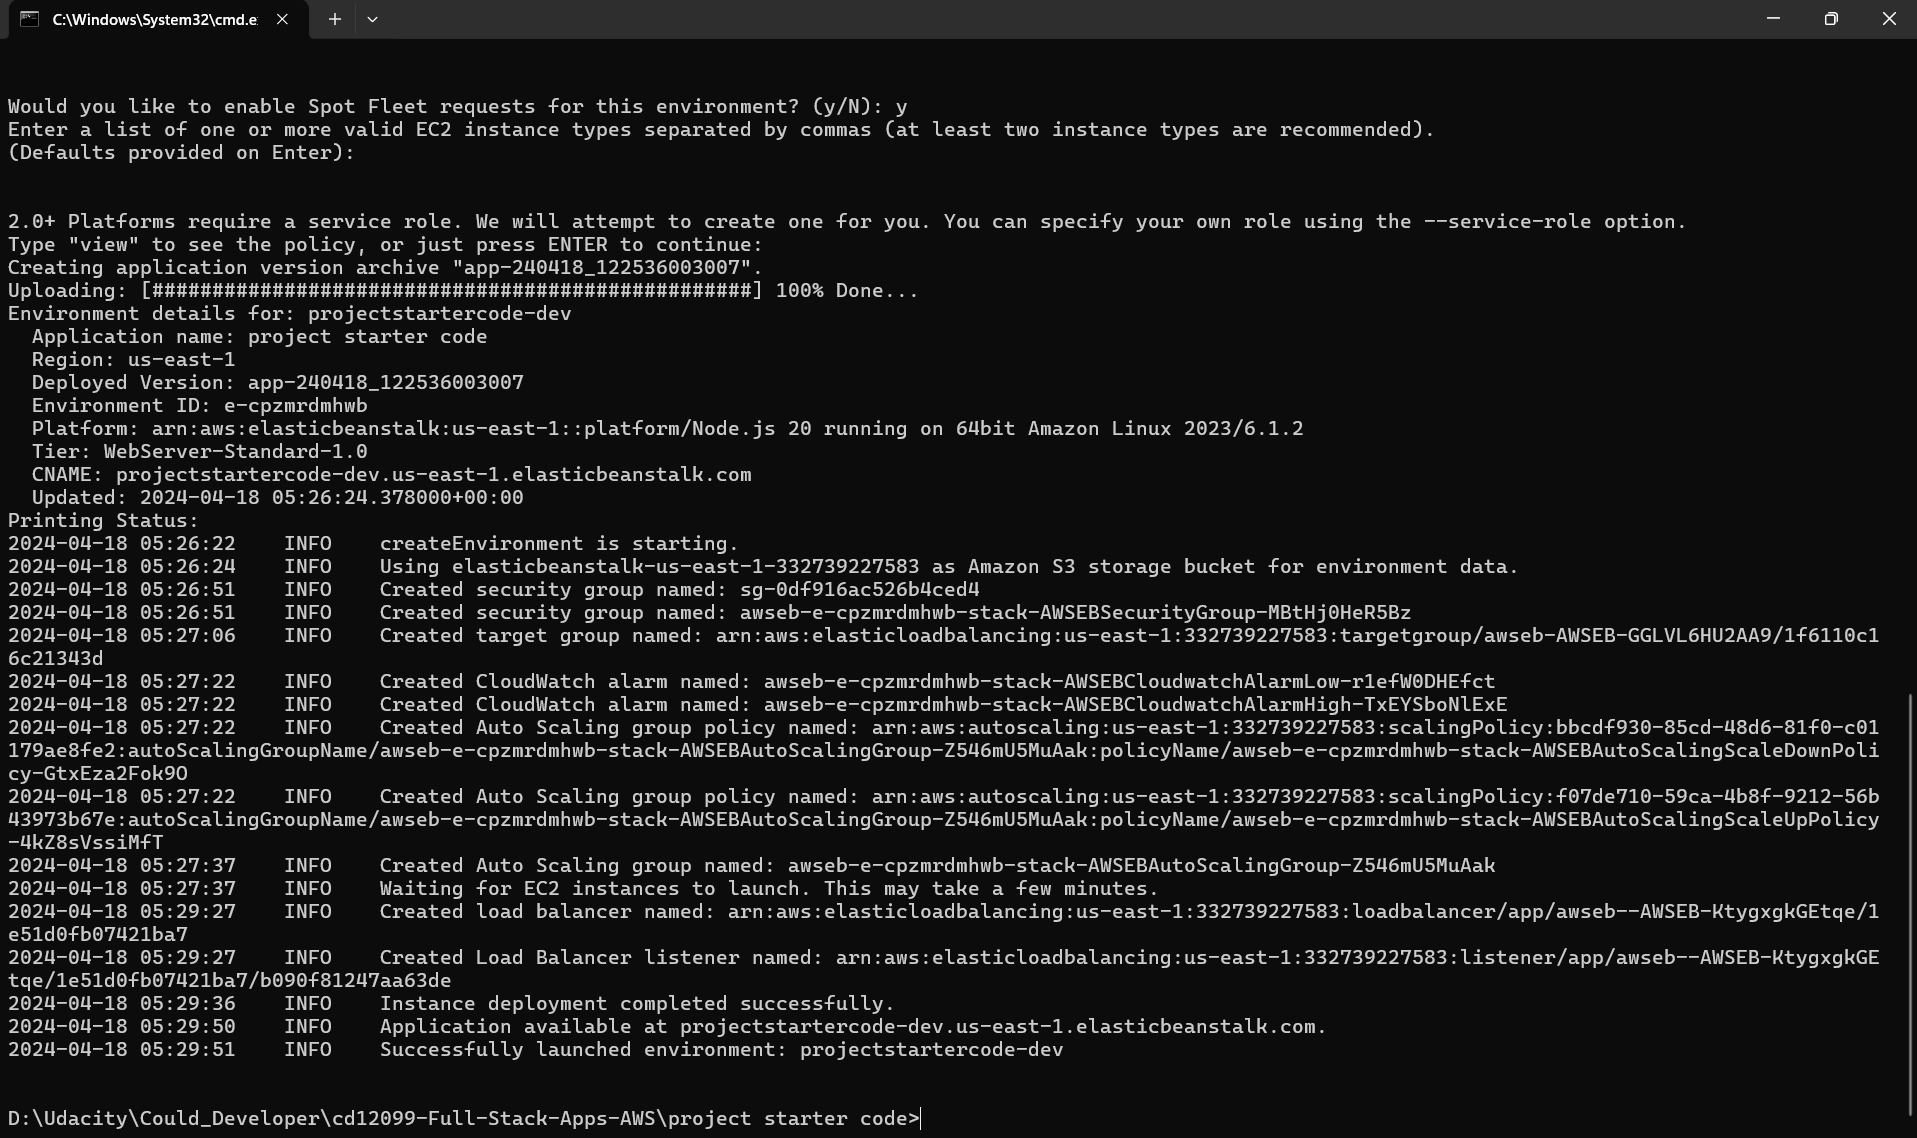 C:\Windows\System32\cmd.e
Would you like to enable Spot Fleet requests for this environment? (y/N): y
Enter a list of one or more valid EC2 instance types separated by commas (at least two instance types are recommended).
(Defaults provided on Enter):
2.0+ Platforms require a service role. We will attempt to create one for you. You can specify your own role using the --service-role option.
Type "view" to see the policy, or just press ENTER to continue:
Creating application version archive "app-240418_122536003007".
Uploading: [##################################################] 100% Done...
Environment details for: projectstartercode-dev
  Application name: project starter code
  Region: us-east-1
  Deployed Version: app-240418_122536003007
  Environment ID: e-cpzmrdmhwb
  Platform: arn:aws:elasticbeanstalk:us-east-1::platform/Node.js 20 running on 64bit Amazon Linux 2023/6.1.2
  Tier: WebServer-Standard-1.0
  CNAME: projectstartercode-dev.us-east-1.elasticbeanstalk.com
  Updated: 2024-04-18 05:26:24.378000+00:00
Printing Status:
2024-04-18 05:26:22    INFO    createEnvironment is starting.
2024-04-18 05:26:24    INFO    Using elasticbeanstalk-us-east-1-332739227583 as Amazon S3 storage bucket for environment data.
2024-04-18 05:26:51    INFO    Created security group named: sg-0df916ac526b4ced4
2024-04-18 05:26:51    INFO    Created security group named: awseb-e-cpzmrdmhwb-stack-AWSEBSecurityGroup-MBtHj0HeR5Bz
2024-04-18 05:27:06    INFO    Created target group named: arn:aws:elasticloadbalancing:us-east-1:332739227583:targetgroup/awseb-AWSEB-GGLVL6HU2AA9/1f6110c1
6c21343d
2024-04-18 05:27:22    INFO    Created CloudWatch alarm named: awseb-e-cpzmrdmhwb-stack-AWSEBCloudwatchAlarmLow-r1efW0DHEfct
2024-04-18 05:27:22    INFO    Created CloudWatch alarm named: awseb-e-cpzmrdmhwb-stack-AWSEBCloudwatchAlarmHigh-TxEYSboNlExE
2024-04-18 05:27:22    INFO    Created Auto Scaling group policy named: arn:aws:autoscaling:us-east-1:332739227583:scalingPolicy:bbcdf930-85cd-48d6-81f0-c01
179ae8fe2:autoScalingGroupName/awseb-e-cpzmrdmhwb-stack-AWSEBAutoScalingGroup-Z546mU5MuAak:policyName/awseb-e-cpzmrdmhwb-stack-AWSEBAutoScalingScaleDownPoli
cy-GtxEza2Fok9O
2024-04-18 05:27:22    INFO    Created Auto Scaling group policy named: arn:aws:autoscaling:us-east-1:332739227583:scalingPolicy:f07de710-59ca-4b8f-9212-56b
43973b67e:autoScalingGroupName/awseb-e-cpzmrdmhwb-stack-AWSEBAutoScalingGroup-Z546mU5MuAak:policyName/awseb-e-cpzmrdmhwb-stack-AWSEBAutoScalingScaleUpPolicy
-4kZ8sVssiMfT
2024-04-18 05:27:37    INFO    Created Auto Scaling group named: awseb-e-cpzmrdmhwb-stack-AWSEBAutoScalingGroup-Z546mU5MuAak
2024-04-18 05:27:37    INFO    Waiting for EC2 instances to launch. This may take a few minutes.
2024-04-18 05:29:27    INFO    Created load balancer named: arn:aws:elasticloadbalancing:us-east-1:332739227583:loadbalancer/app/awseb--AWSEB-KtygxgkGEtqe/1
e51d0fb07421ba7
2024-04-18 05:29:27    INFO    Created Load Balancer listener named: arn:aws:elasticloadbalancing:us-east-1:332739227583:listener/app/awseb--AWSEB-KtygxgkGE
tqe/1e51d0fb07421ba7/b090f81247aa63de
2024-04-18 05:29:36    INFO    Instance deployment completed successfully.
2024-04-18 05:29:50    INFO    Application available at projectstartercode-dev.us-east-1.elasticbeanstalk.com.
2024-04-18 05:29:51    INFO    Successfully launched environment: projectstartercode-dev
D:\Udacity\Could_Developer\cd12099-Full-Stack-Apps-AWS\project starter code>